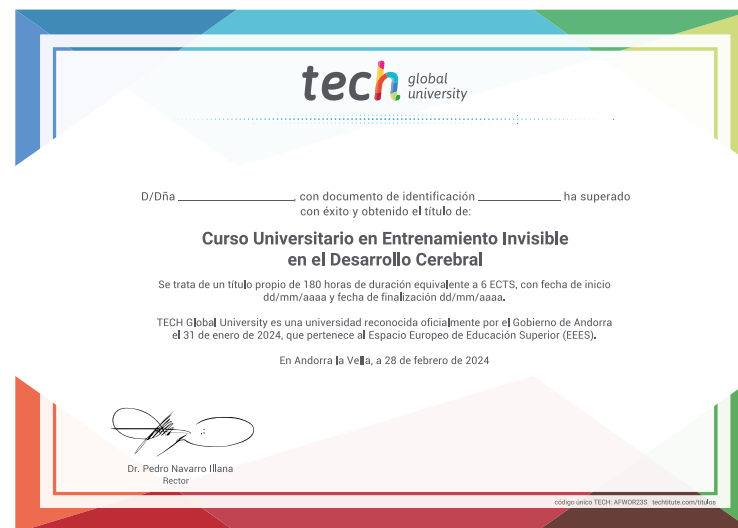 tech global university
D/Dña ____________, con documento de identificación ____________ ha superado
con éxito y obtenido el título de:
Curso Universitario en Entrenamiento Invisible
en el Desarrollo Cerebral
Se trata de un título propio de 180 horas de duración equivalente a 6 ECTS, con fecha de inicio
dd/mm/aaaa y fecha de finalización dd/mm/aaaa.
TECH Global University es una universidad reconocida oficialmente por el Gobierno de Andorra
el 31 de enero de 2024, que pertenece al Espacio Europeo de Educación Superior (EEES).
En Andorra la Vella, a 28 de febrero de 2024
Dr. Pedro Navarro Illana
Rector
código único TECH: AFWOR23S techtitute.com/titulos